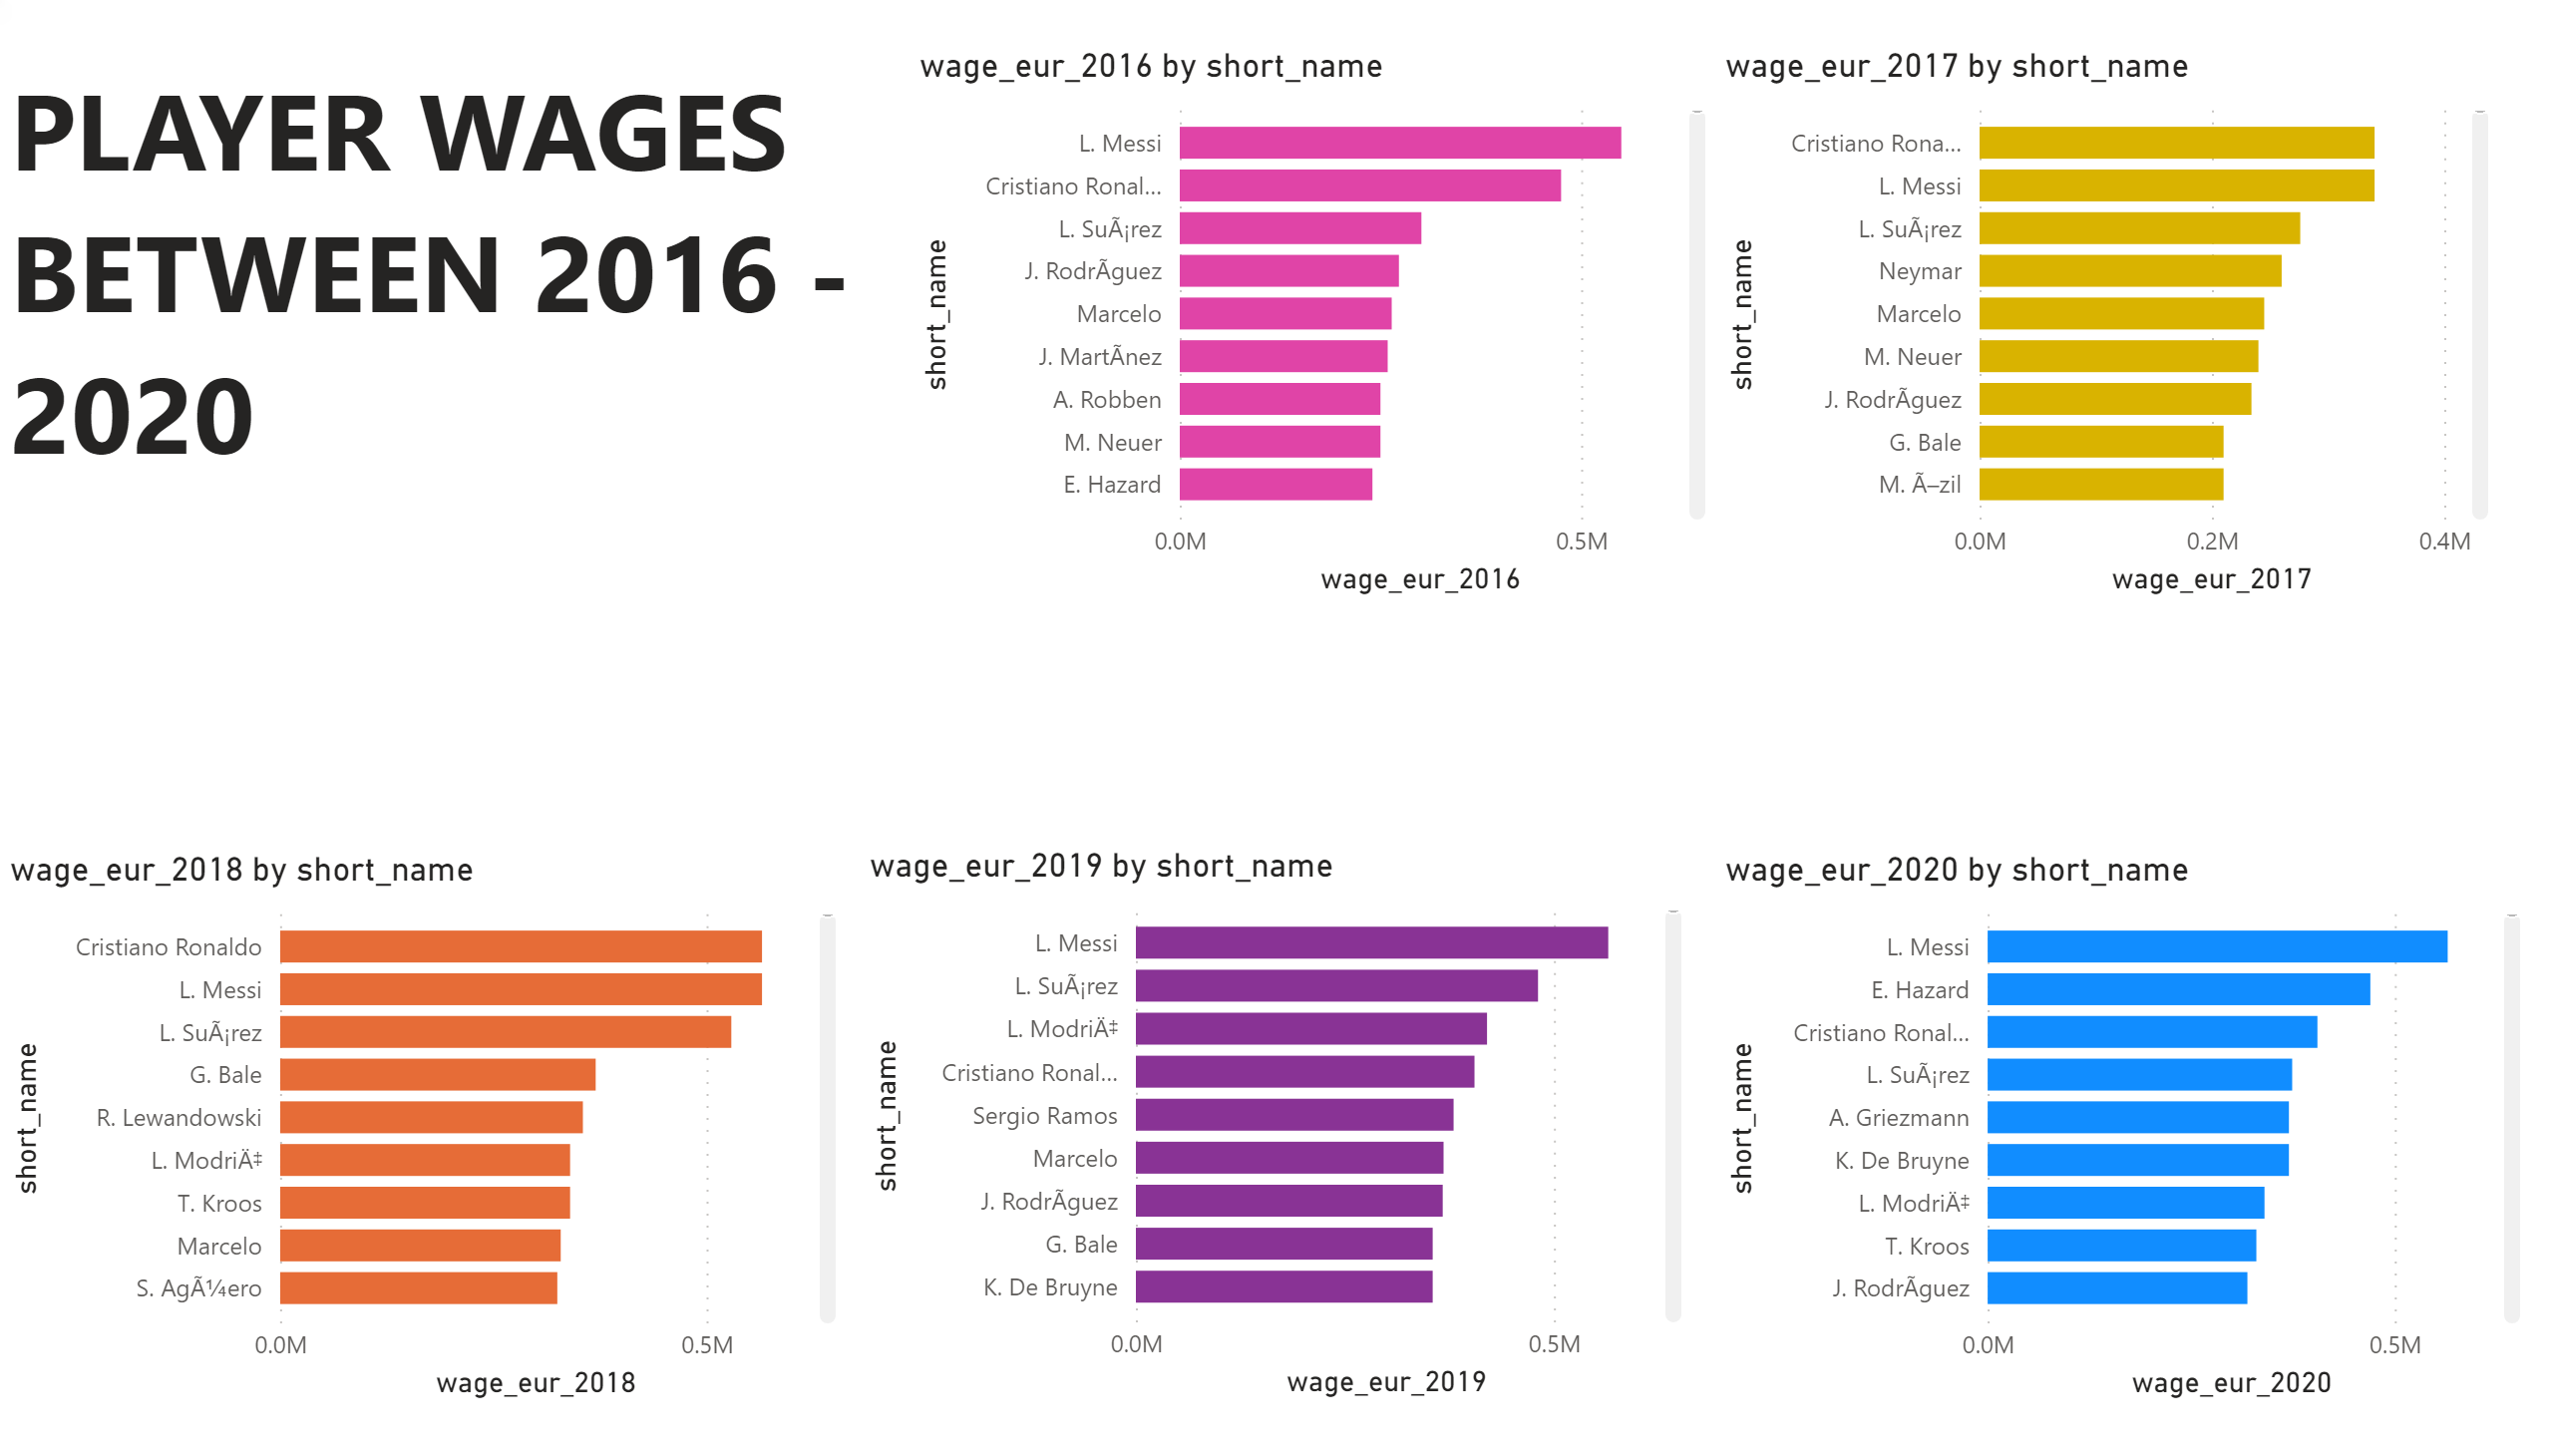 PLAYER WAGES
BETWEEN 2016 -
2020
wage_eur_2016 by short_name
short_name
L. Messi
Cristiano Ronal...
L. SuÃ¡rez
J. RodrÃguez
Marcelo
J. MartÃnez
A. Robben
M. Neuer
E. Hazard
0.0M 0.5M
wage_eur_2016
wage_eur_2017 by short_name
short_name
Cristiano Rona...
L. Messi
L. SuÃ¡rez
Neymar
Marcelo
M. Neuer
J. RodrÃguez
G. Bale
M. Ã–zil
0.0M 0.2M 0.4M
wage_eur_2017
wage_eur_2018 by short_name
short_name
Cristiano Ronaldo
L. Messi
L. SuÃ¡rez
G. Bale
R. Lewandowski
L. ModriÄ‡
T. Kroos
Marcelo
S. AgÃ¼ero
0.0M 0.5M
wage_eur_2018
wage_eur_2019 by short_name
short_name
L. Messi
L. SuÃ¡rez
L. ModriÄ‡
Cristiano Ronal...
Sergio Ramos
Marcelo
J. RodrÃguez
G. Bale
K. De Bruyne
0.0M 0.5M
wage_eur_2019
wage_eur_2020 by short_name
short_name
L. Messi
E. Hazard
Cristiano Ronal...
L. SuÃ¡rez
A. Griezmann
K. De Bruyne
L. ModriÄ‡
T. Kroos
J. RodrÃguez
0.0M 0.5M
wage_eur_2020